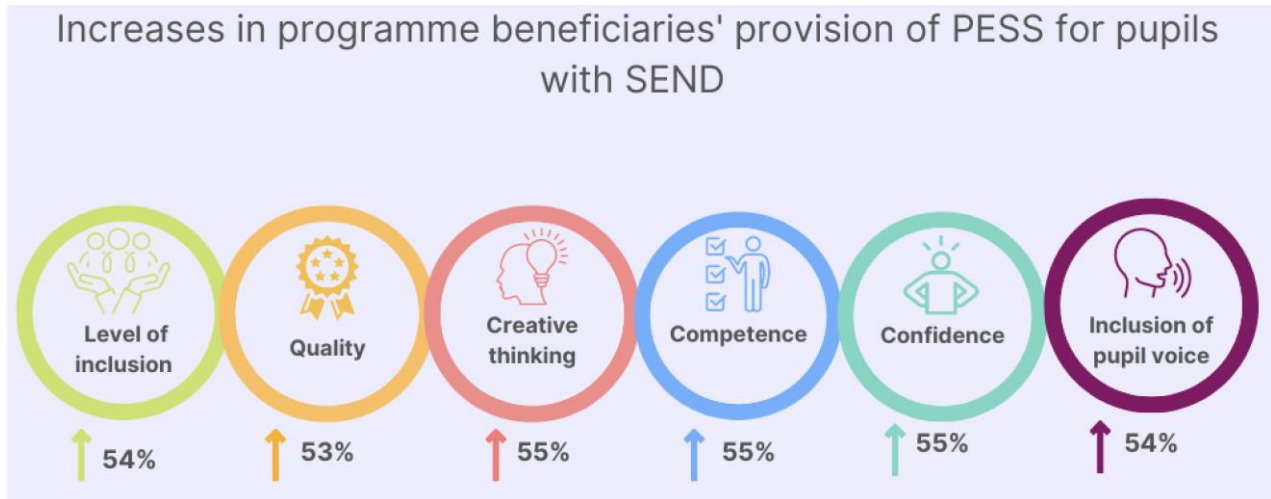 Increases in programme beneficiaries' provision of PESS for pupils
with SEND
Level of
inclusion
Quality
Creative
thinking
Competence
Confidence
Inclusion of
pupil voice
54%
53%
55%
55%
55%
54%